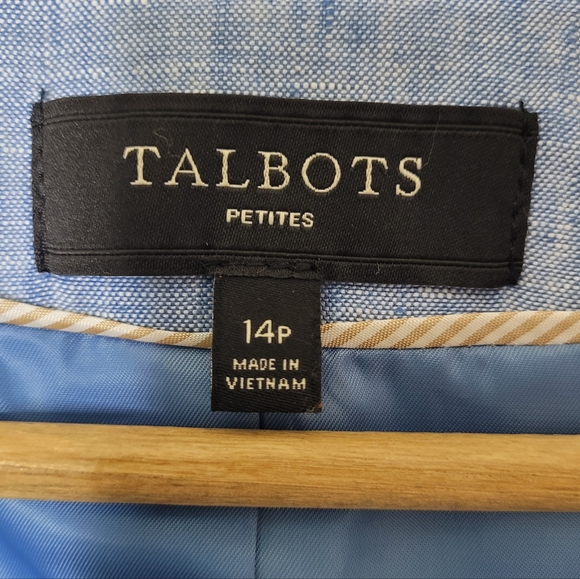 TALBOTS
PETITES
14P
MADE IN
VIETNAM